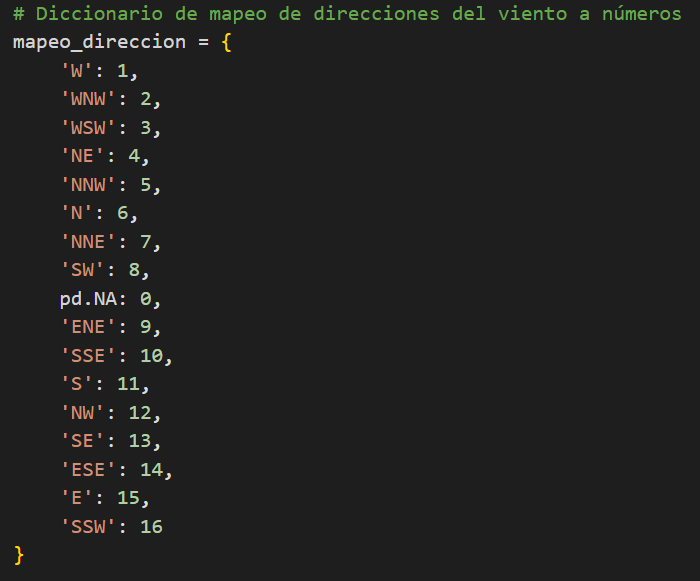 # Diccionario de mapeo de direcciones del viento a números
mapeo_direccion = {
    'W': 1,
    'WNW': 2,
    'WSW': 3,
    'NE': 4,
    'NNW': 5,
    'N': 6,
    'NNE': 7,
    'SW': 8,
    pd.NA: 0,
    'ENE': 9,
    'SSE': 10,
    'S': 11,
    'NW': 12,
    'SE': 13,
    'ESE': 14,
    'E': 15,
    'SSW': 16
}